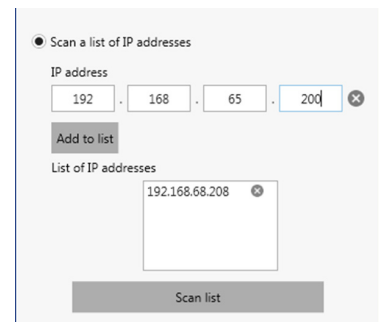 Scan a list of IP addresses
IP address
192 . 168 . 65 . 200
Add to list
List of IP addresses
192.168.68.208
Scan list